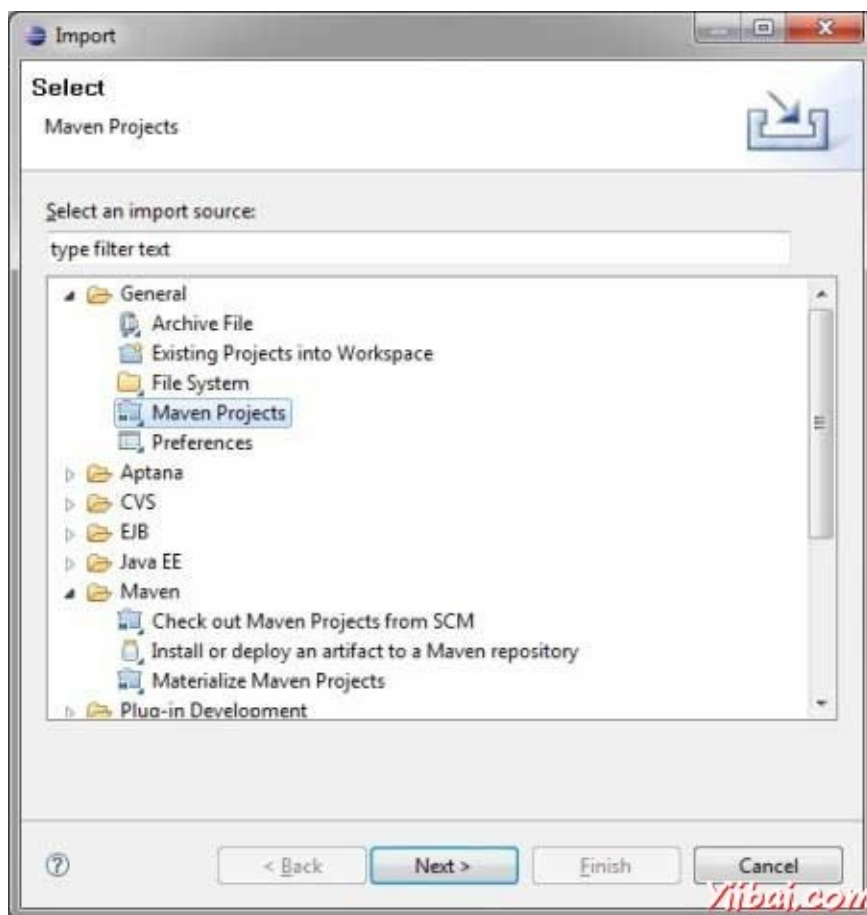 Import
Select
Maven Projects
Select an import source:
type filter text
General
Archive File
Existing Projects into Workspace
File System
Maven Projects
Preferences
Aptana
CVS
EJB
Java EE
Maven
Check out Maven Projects from SCM
Install or deploy an artifact to a Maven repository
Materialize Maven Projects
Plug-in Development
? < Back Next > Finish Cancel
Yiibai.com